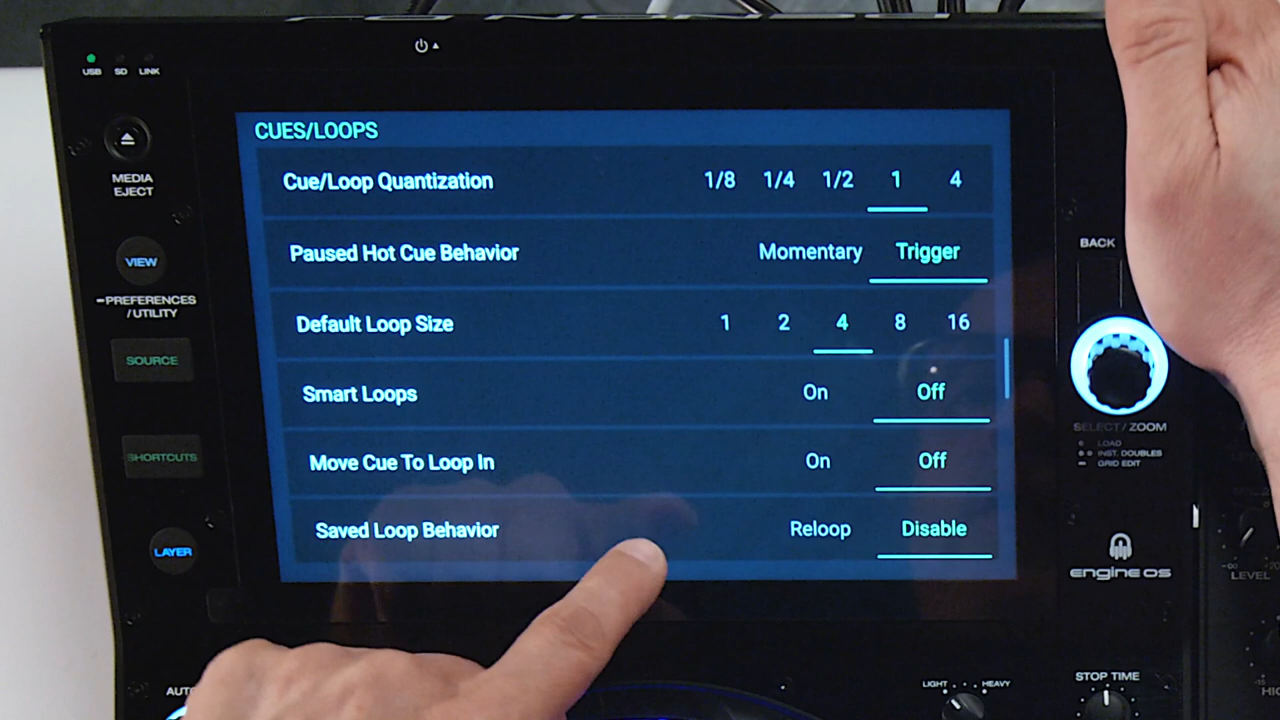 USB SD LINK
MEDIA
EJECT
VIEW
PREFERENCES
/UTILITY
SOURCE
SHORTCUTS
LAYER
CUES/LOOPS
Cue/Loop Quantization 1/8 1/4 1/2 1 4
Paused Hot Cue Behavior Momentary Trigger
Default Loop Size 1 2 4 8 16
Smart Loops On Off
Move Cue To Loop In On Off
Saved Loop Behavior Reloop Disable
BACK
SELECT/ZOOM
LOAD
INST. DOUBLES
GRID EDIT
engine os
LEVEL
LIGHT HEAVY
STOP TIME